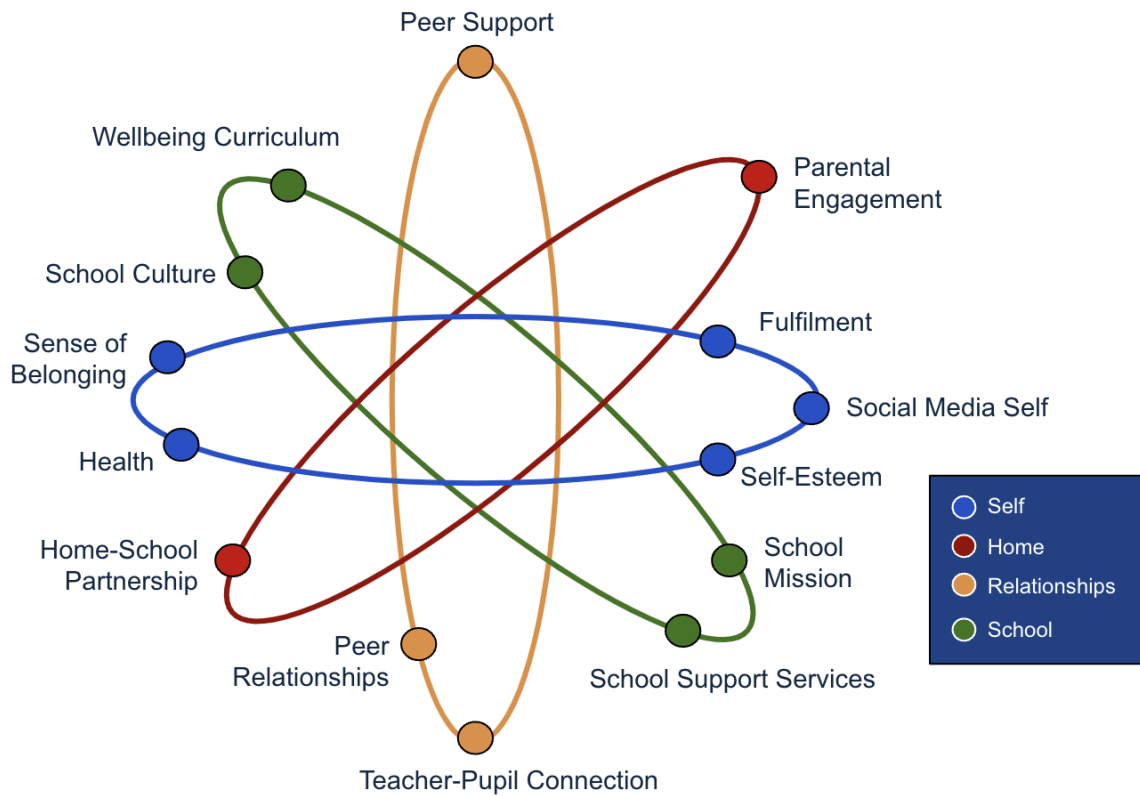 Peer Support
Wellbeing Curriculum
Parental
Engagement
School Culture
Fulfilment
Sense of
Belonging
Social Media Self
Health
Self-Esteem
Home-School
Partnership
School
Mission
Peer
Relationships
School Support Services
Teacher-Pupil Connection
Self
Home
Relationships
School